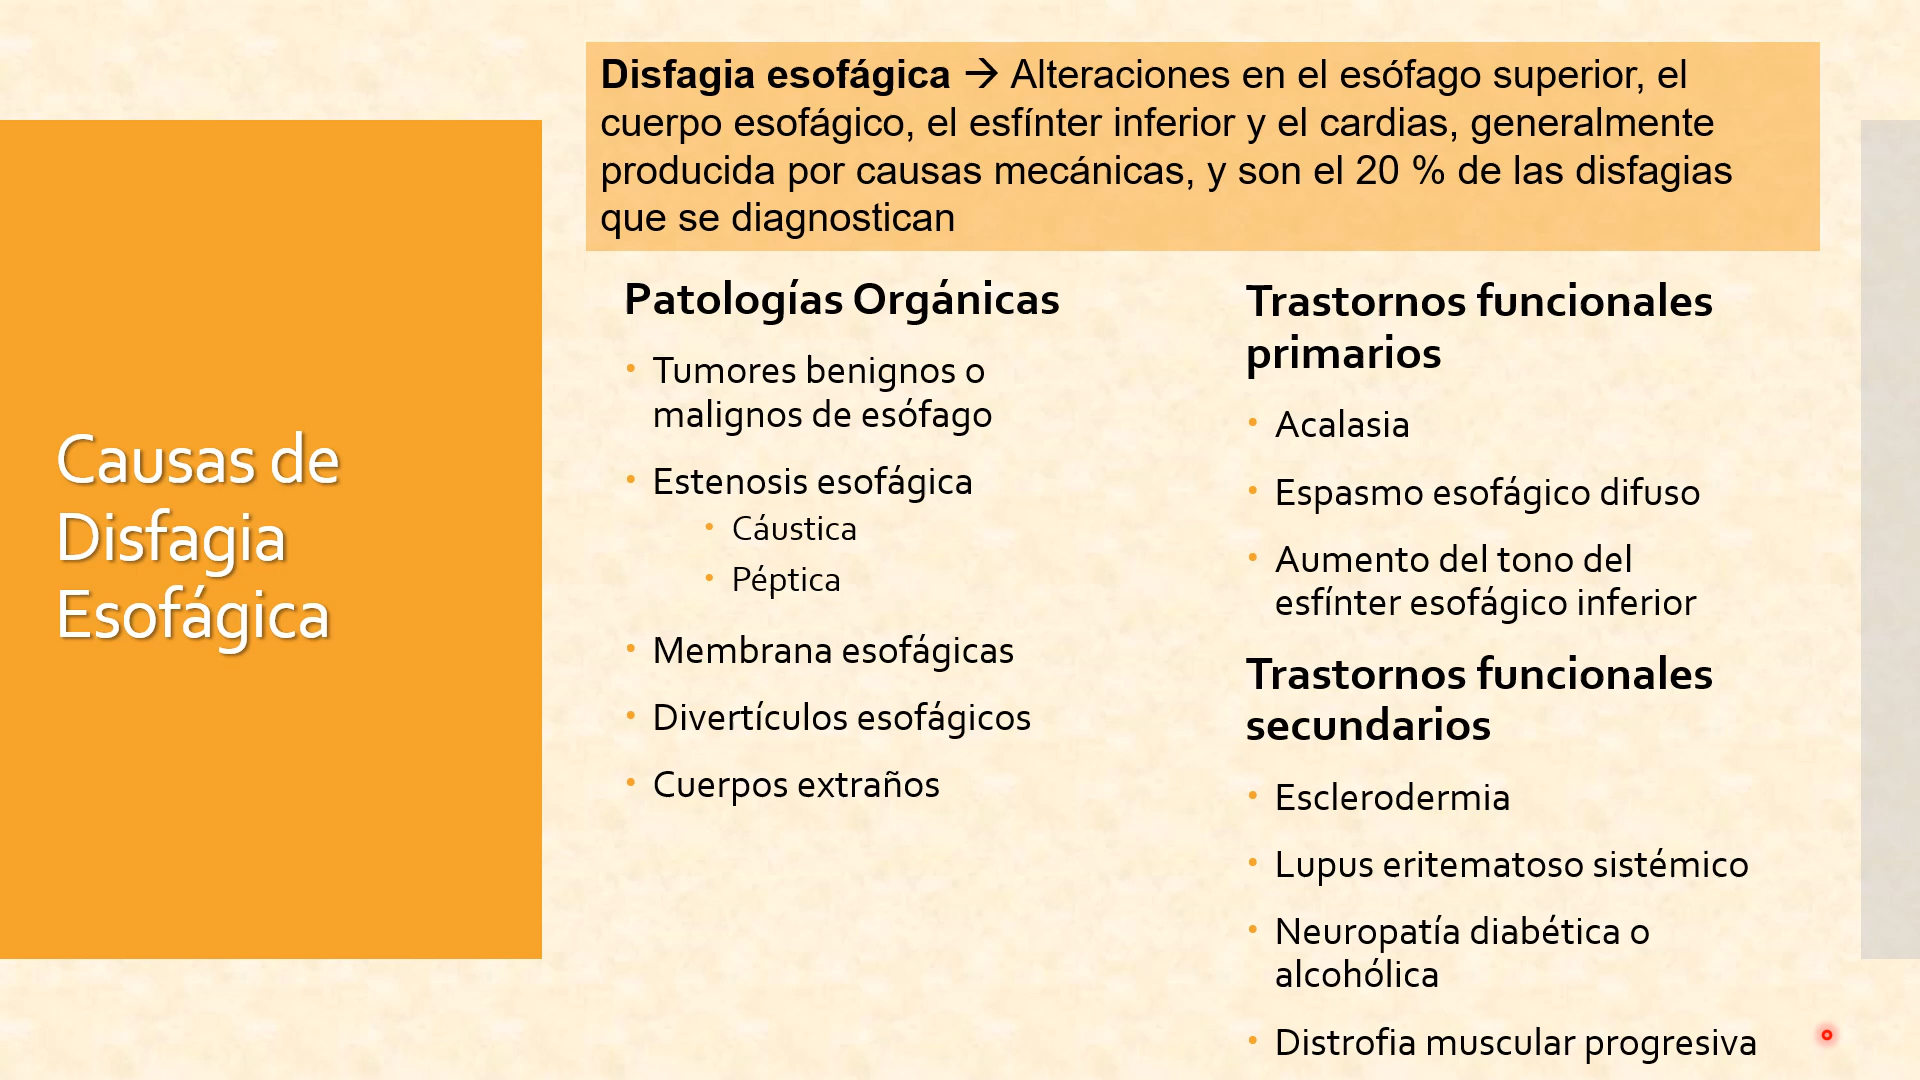 Causas de
Disfagia
Esofágica
Disfagia esofágica → Alteraciones en el esófago superior, el
cuerpo esofágico, el esfínter inferior y el cardias, generalmente
producida por causas mecánicas, y son el 20 % de las disfagias
que se diagnostican
Patologías Orgánicas
• Tumores benignos o
malignos de esófago
• Estenosis esofágica
• Cáustica
• Péptica
• Membrana esofágicas
• Divertículos esofágicos
• Cuerpos extraños
Trastornos funcionales
primarios
• Acalasia
• Espasmo esofágico difuso
• Aumento del tono del
esfínter esofágico inferior
Trastornos funcionales
secundarios
• Esclerodermia
• Lupus eritematoso sistémico
• Neuropatía diabética o
alcohólica
• Distrofia muscular progresiva